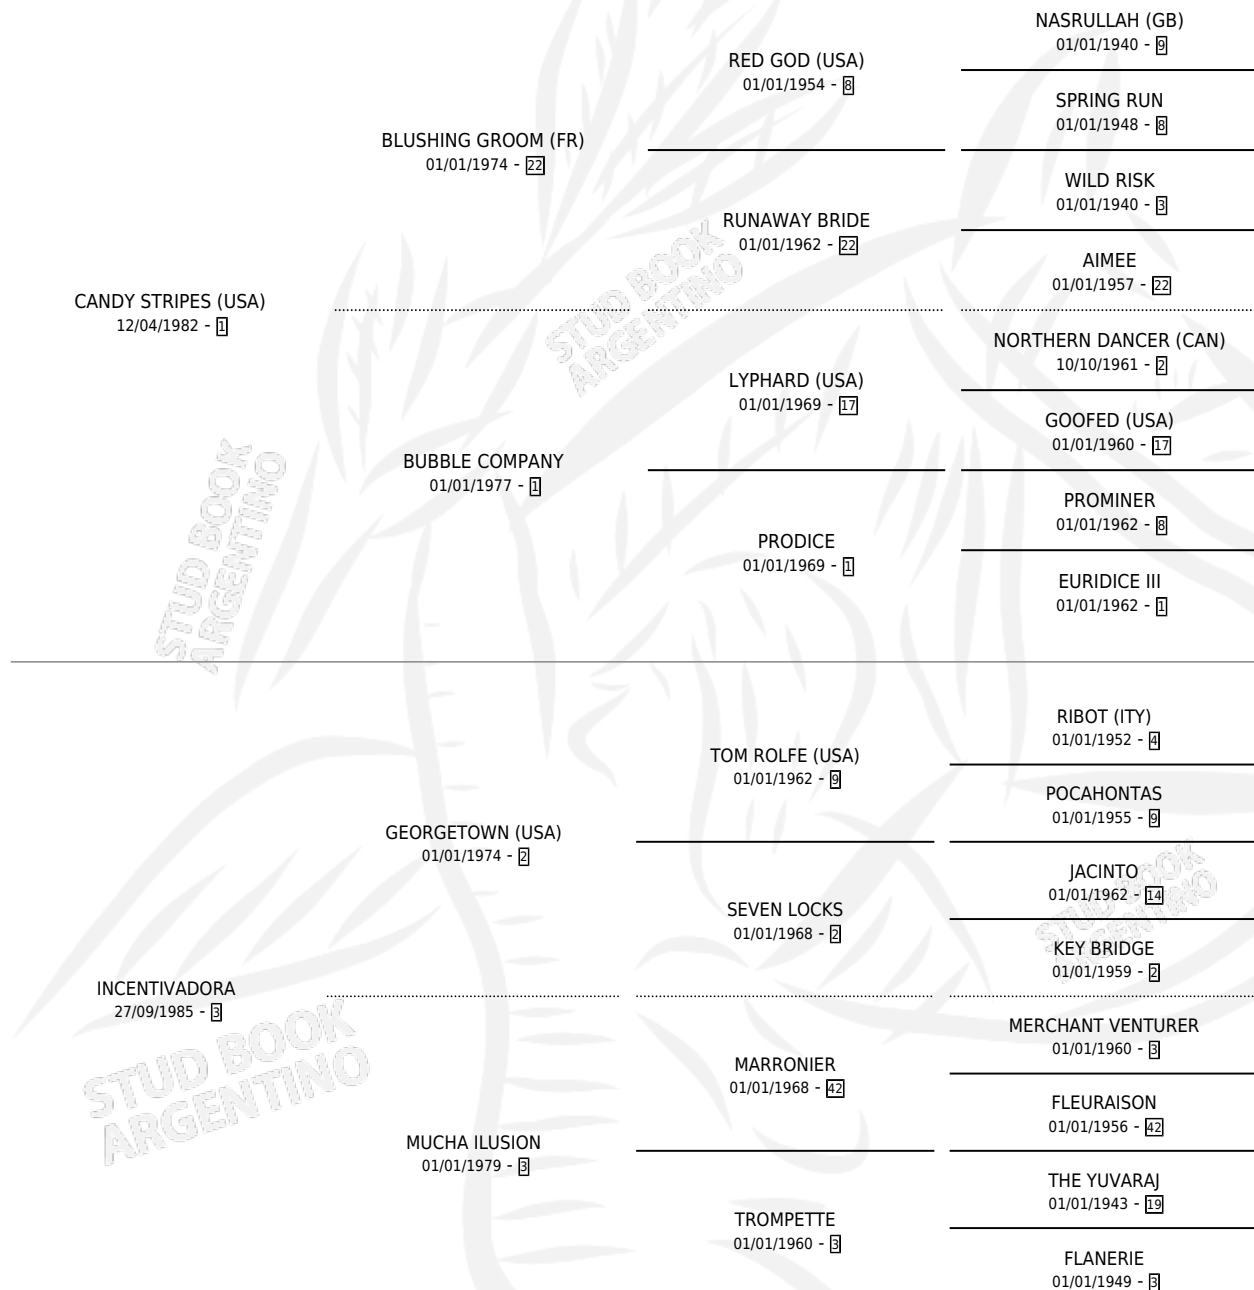 NASRULLAH (GB)
01/01/1940 - 9
RED GOD (USA)
01/01/1954 - 8
SPRING RUN
01/01/1948 - 8
BLUSHING GROOM (FR)
01/01/1974 - 22
WILD RISK
01/01/1940 - 3
RUNAWAY BRIDE
01/01/1962 - 22
AIMEE
01/01/1957 - 22
CANDY STRIPES (USA)
12/04/1982 - 1
NORTHERN DANCER (CAN)
10/10/1961 - 2
LYPHARD (USA)
01/01/1969 - 17
GOOFED (USA)
01/01/1960 - 17
BUBBLE COMPANY
01/01/1977 - 1
PROMINER
01/01/1962 - 8
PRODICE
01/01/1969 - 1
EURIDICE III
01/01/1962 - 1
RIBOT (ITY)
01/01/1952 - 4
TOM ROLFE (USA)
01/01/1962 - 9
POCAHONTAS
01/01/1955 - 9
GEORGETOWN (USA)
01/01/1974 - 2
JACINTO
01/01/1962 - 14
SEVEN LOCKS
01/01/1968 - 2
KEY BRIDGE
01/01/1959 - 2
INCENTIVADORA
27/09/1985 - 3
MERCHANT VENTURER
01/01/1960 - 3
MARRONIER
01/01/1968 - 42
FLEURAISON
01/01/1956 - 42
MUCHA ILUSION
01/01/1979 - 3
THE YUVARAJ
01/01/1943 - 19
TROMPETTE
01/01/1960 - 3
FLANERIE
01/01/1949 - 3
STUD BOOK
ARGENTINO
STUD BOOK
ARGENTINO
STUD BOOK
ARGENTINO
STUD BOOK
ARGENTINO